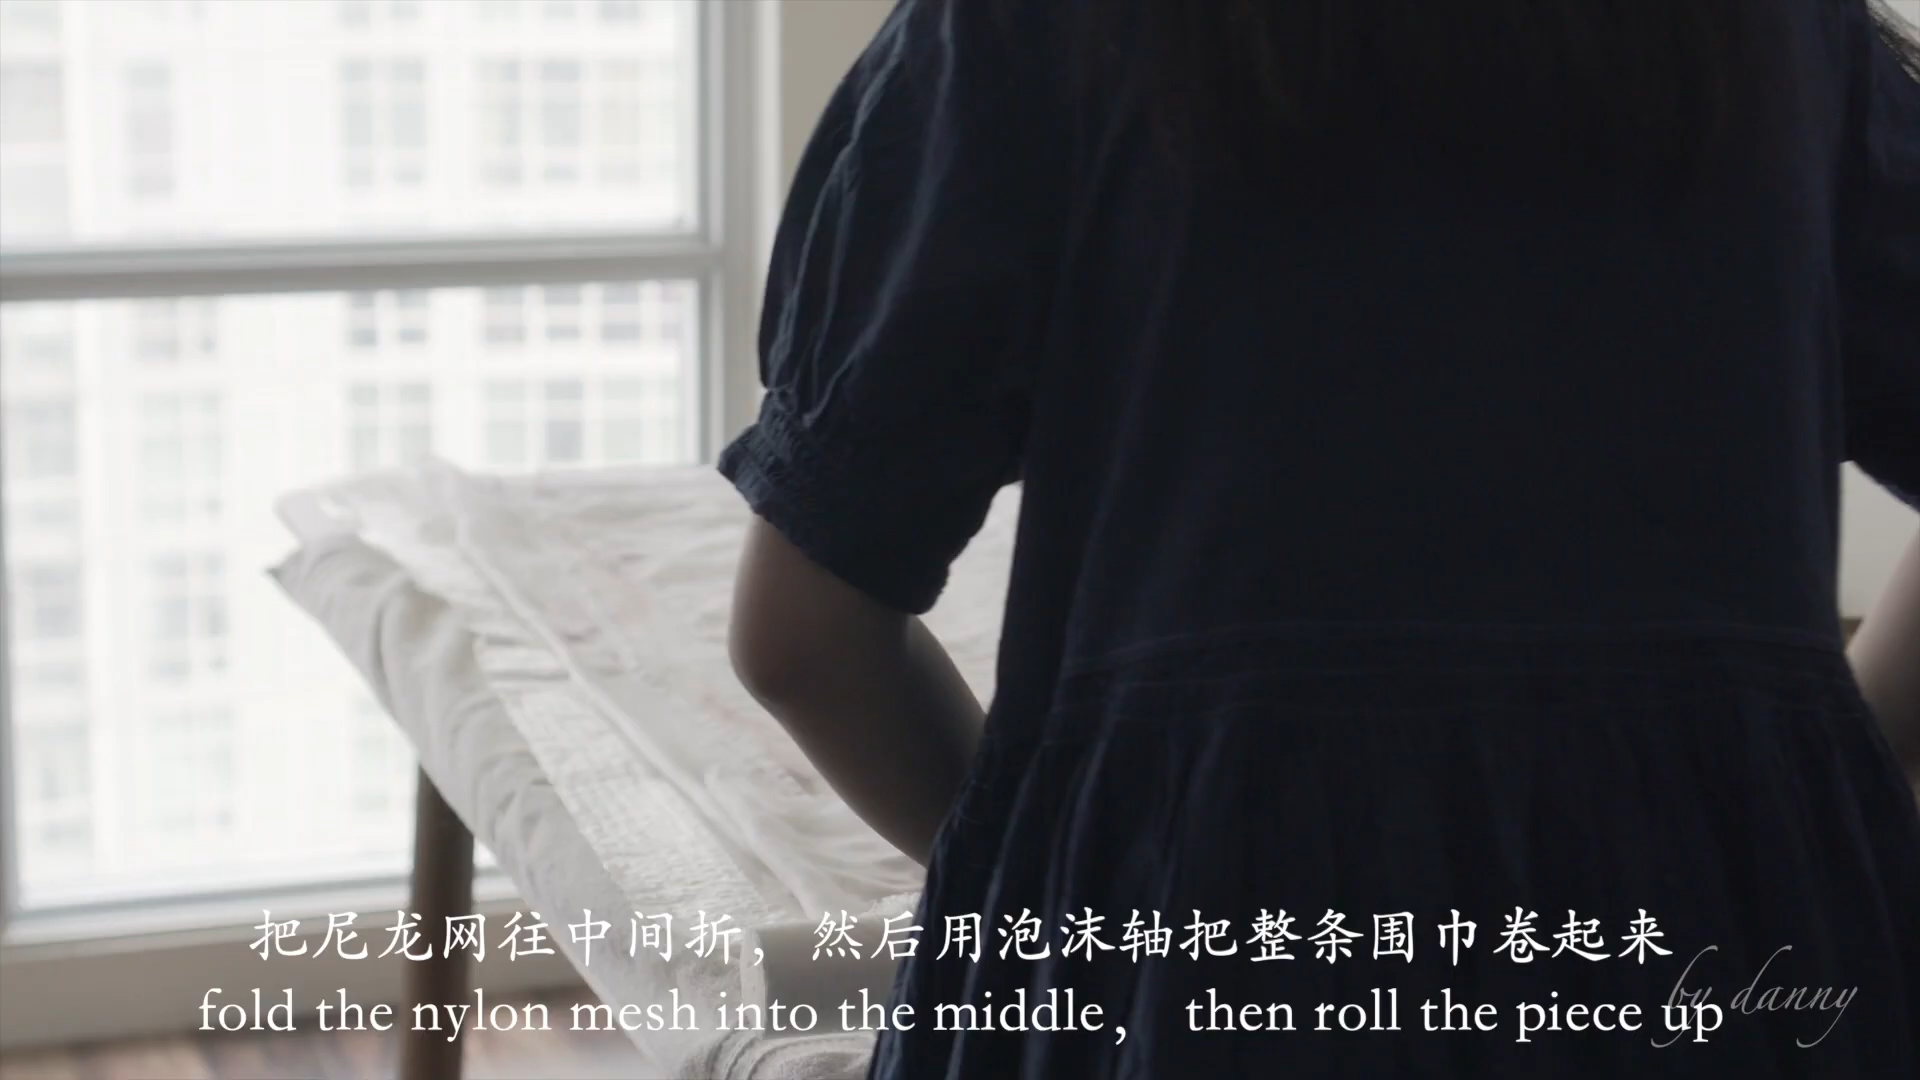 把尼龙网往中间折，然后用泡沫轴把整条围巾卷起来
fold the nylon mesh into the middle， then roll the piece up
by danny